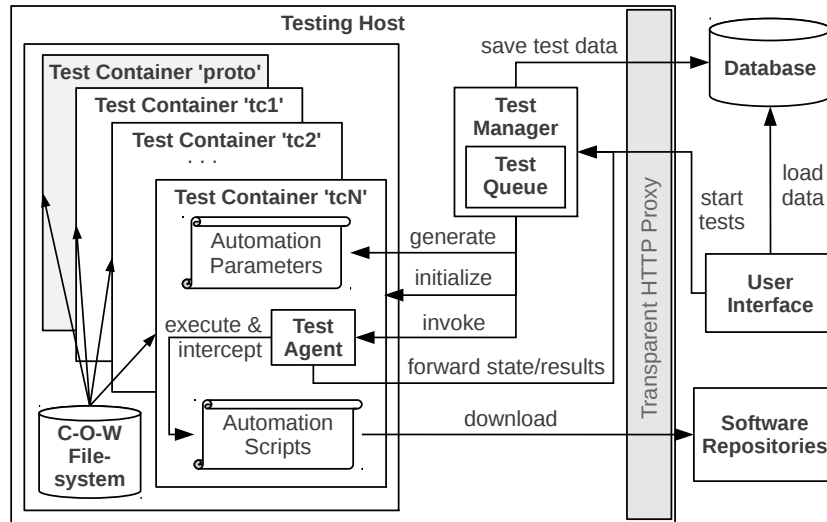 Testing Host
Test Container 'proto'
Test Container 'tc1'
Test Container 'tc2'
. . .
Test Container 'tcN'
Automation
Parameters
execute &
intercept
Test
Agent
Automation
Scripts
C-O-W
File-
system
save test data
Test
Manager
Test
Queue
generate
initialize
invoke
forward state/results
download
Transparent HTTP Proxy
Database
start
tests
load
data
User
Interface
Software
Repositories